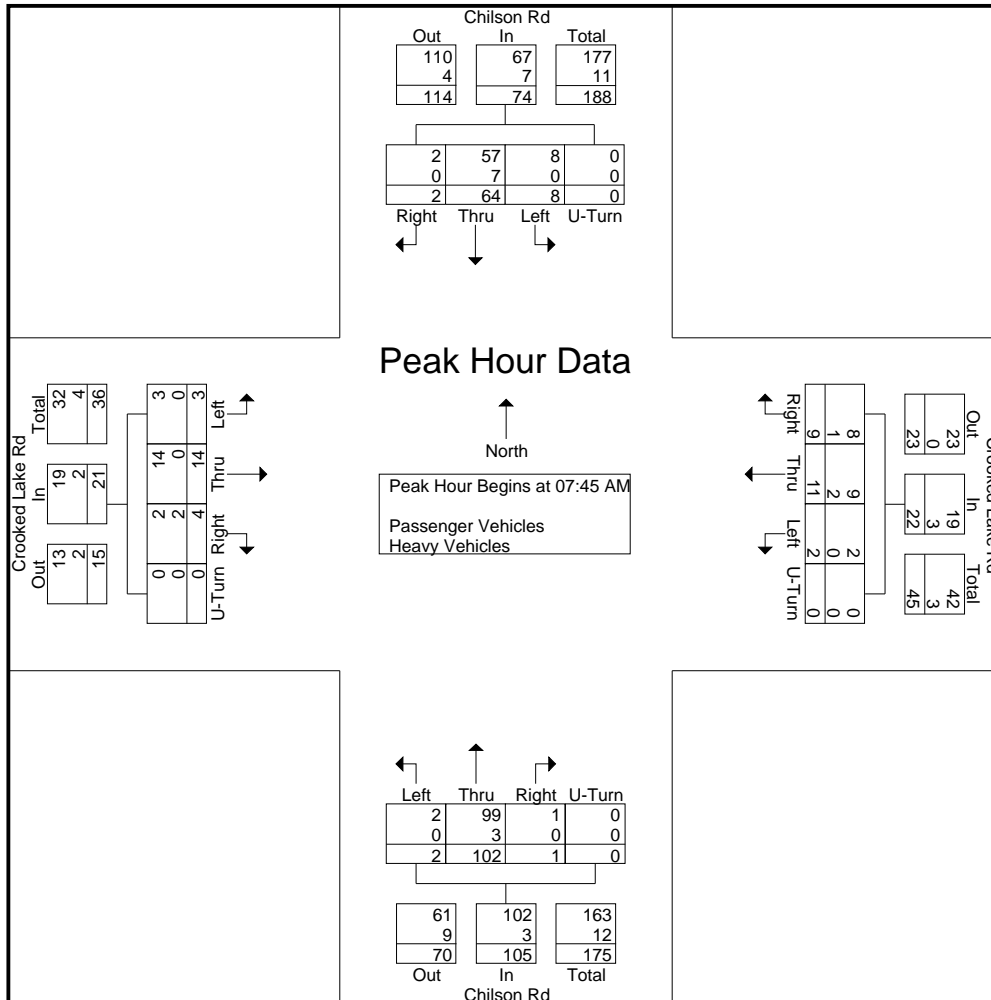 Chilson Rd
Out In Total
110 67 177
4 7 11
114 74 188
2 57 8 0
0 7 0 0
2 64 8 0
Right Thru Left U-Turn
Peak Hour Data
North
Peak Hour Begins at 07:45 AM
Passenger Vehicles
Heavy Vehicles
Crooked Lake Rd
Out In Total
13 19 32
2 2 4
15 21 36
U-Turn Right Thru Left
0 2 14 3
0 2 0 0
0 4 14 3
Crooked Lake Rd
Out In Total
23 19 42
0 3 3
23 22 45
8 9 2 0
1 2 0 0
9 11 2 0
Right Thru Left U-Turn
Left Thru Right U-Turn
2 99 1 0
0 3 0 0
2 102 1 0
61 102 163
9 3 12
70 105 175
Out In Total
Chilson Rd